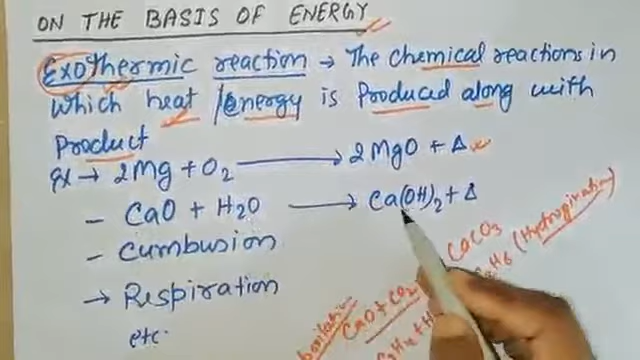 ON THE BASIS OF ENERGY
Exothermic reaction → The Chemical reactions in
Which heat /energy is Produced along with
Product
Ex → 2Mg + O₂ ⟶ 2MgO + Δ
- CaO + H₂O ⟶ Ca(OH)₂ + Δ
- Cumbusion
→ Respiration
etc.
CaCO₃
CaO + CO₂
(Hydrogination)